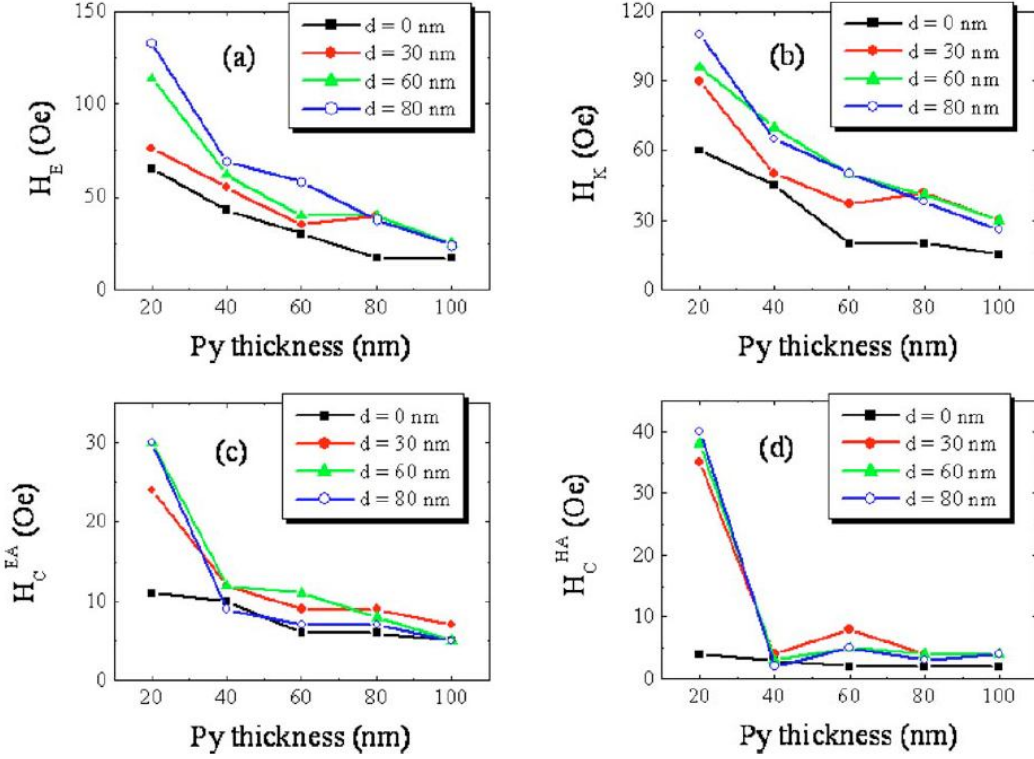 (a)
d = 0 nm
d = 30 nm
d = 60 nm
d = 80 nm
H_E (Oe)
150
100
50
0
20 40 60 80 100
Py thickness (nm)
(b)
d = 0 nm
d = 30 nm
d = 60 nm
d = 80 nm
H_K (Oe)
120
90
60
30
0
20 40 60 80 100
Py thickness (nm)
(c)
d = 0 nm
d = 30 nm
d = 60 nm
d = 80 nm
H_C^EA (Oe)
30
20
10
0
20 40 60 80 100
Py thickness (nm)
(d)
d = 0 nm
d = 30 nm
d = 60 nm
d = 80 nm
H_C^HA (Oe)
40
30
20
10
0
20 40 60 80 100
Py thickness (nm)